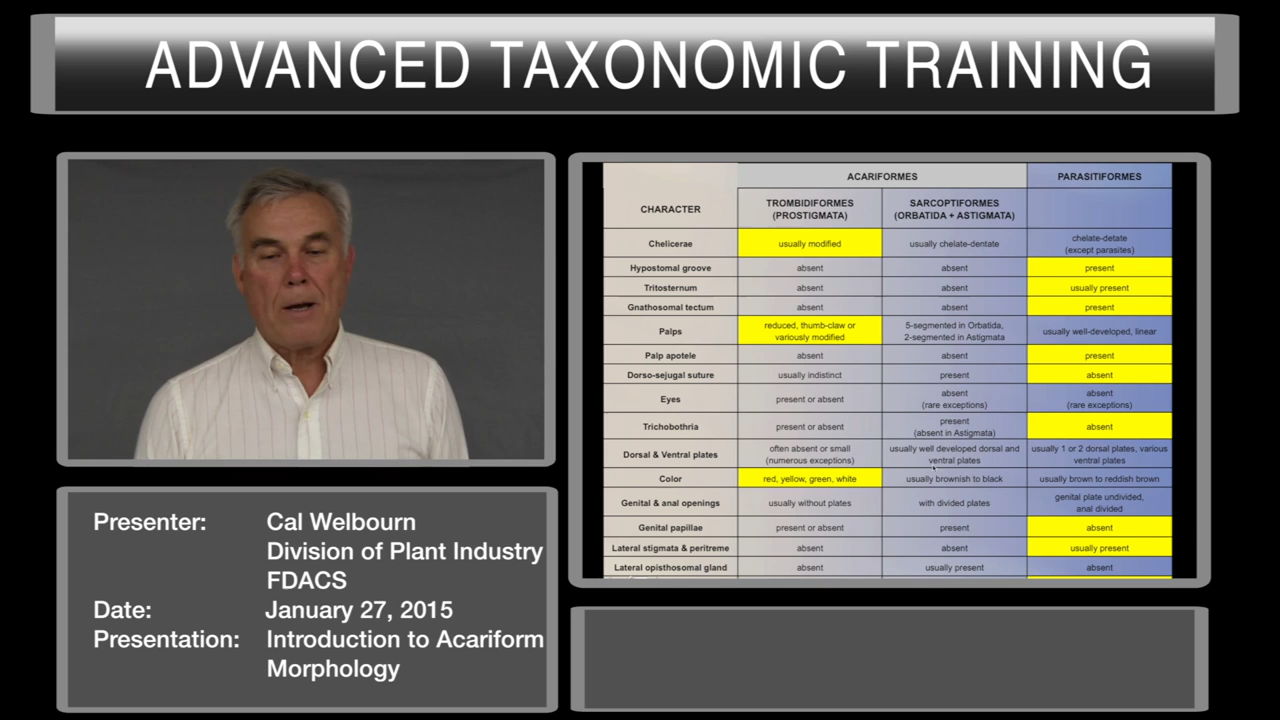 ADVANCED TAXONOMIC TRAINING
Presenter: Cal Welbourn
Division of Plant Industry
FDACS
Date: January 27, 2015
Presentation: Introduction to Acariform
Morphology
ACARIFORMES PARASITIFORMES
CHARACTER
TROMBIDIFORMES
(PROSTIGMATA)
SARCOPTIFORMES
(ORBATIDA + ASTIGMATA)
Chelicerae
usually modified
usually chelate-dentate
chelate-detate
(except parasites)
Hypostomal groove absent absent present
Tritosternum absent absent usually present
Gnathosomal tectum absent absent present
Palps
reduced, thumb-claw or
variously modified
5-segmented in Orbatida,
2-segmented in Astigmata
usually well-developed, linear
Palp apotele absent absent present
Dorso-sejugal suture usually indistinct present absent
Eyes
present or absent
absent
(rare exceptions)
absent
(rare exceptions)
Trichobothria
present or absent
present
(absent in Astigmata)
absent
Dorsal & Ventral plates
often absent or small
(numerous exceptions)
usually well developed dorsal and
ventral plates
usually 1 or 2 dorsal plates, various
ventral plates
Color red, yellow, green, white usually brownish to black usually brown to reddish brown
Genital & anal openings
usually without plates
with divided plates
genital plate undivided,
anal divided
Genital papillae present or absent present absent
Lateral stigmata & peritreme absent absent usually present
Lateral opisthosomal gland absent usually present absent